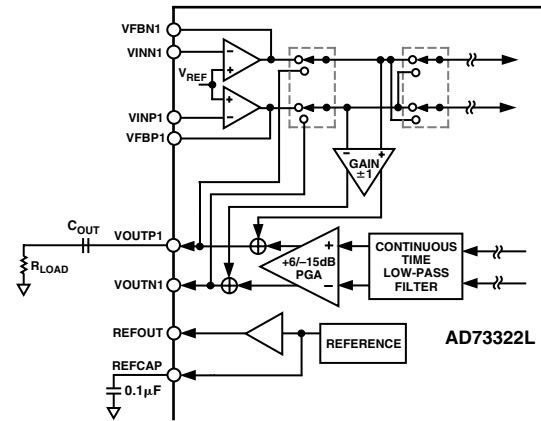 VFBN1
VINN1
VREF
VINP1
VFBP1
− +
+ −
− +
GAIN
±1
COUT
VOUTP1
RLOAD
+
+6/−15dB
PGA
−
CONTINUOUS
TIME
LOW-PASS
FILTER
VOUTN1
REFOUT
REFERENCE
AD73322L
REFCAP
0.1µF